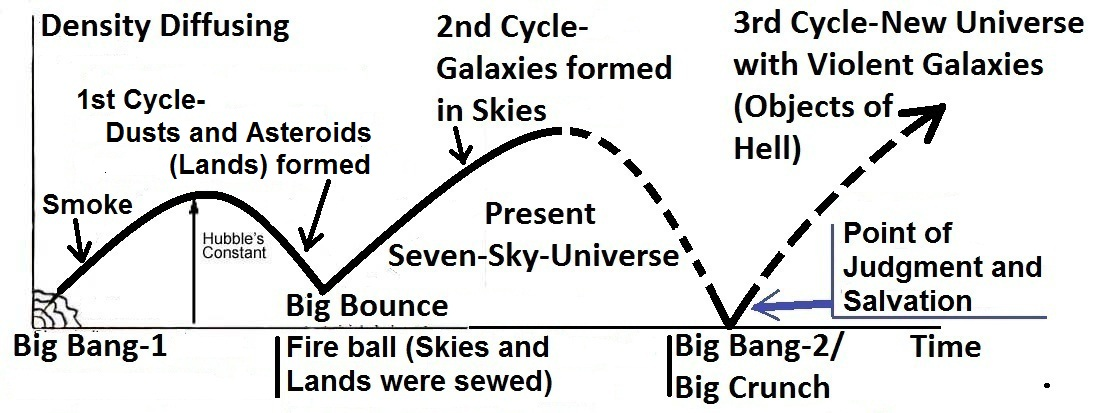 Density Diffusing
1st Cycle-
Dusts and Asteroids
(Lands) formed
Smoke
Hubble's
Constant
2nd Cycle-
Galaxies formed
in Skies
Present
Seven-Sky-Universe
3rd Cycle-New Universe
with Violent Galaxies
(Objects of
Hell)
Point of
Judgment and
Salvation
Big Bounce
Big Bang-1
Fire ball (Skies and
Lands were sewed)
Big Bang-2/
Big Crunch
Time